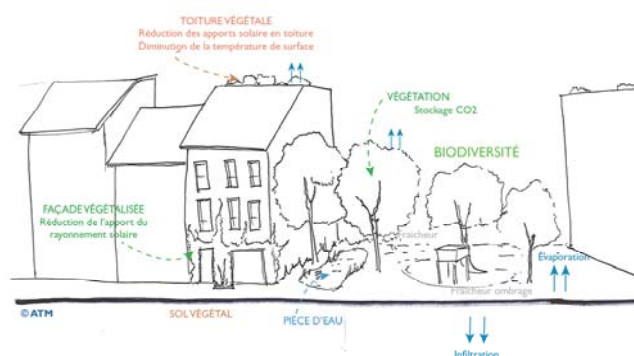 TOITURE VÉGÉTALE
Réduction des apports solaire en toiture
Diminution de la température de surface
VÉGÉTATION
Stockage CO2
BIODIVERSITÉ
FAÇADE VÉGÉTALISÉE
Réduction de l'apport du
rayonnement solaire
Fraicheur
Évaporation
Fraîcheur ombrage
©ATM
SOL VÉGÉTAL
PIÈCE D'EAU
Infiltration